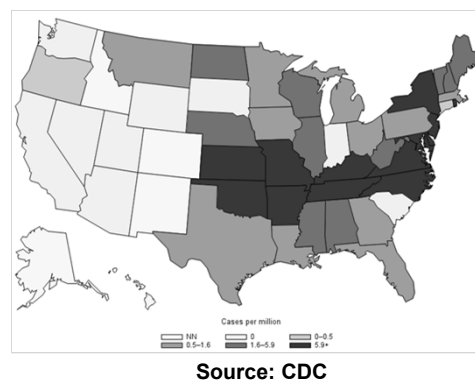 Cases per million
NN 0 0–0.5
0.5–1.6 1.6–5.9 5.9+
Source: CDC